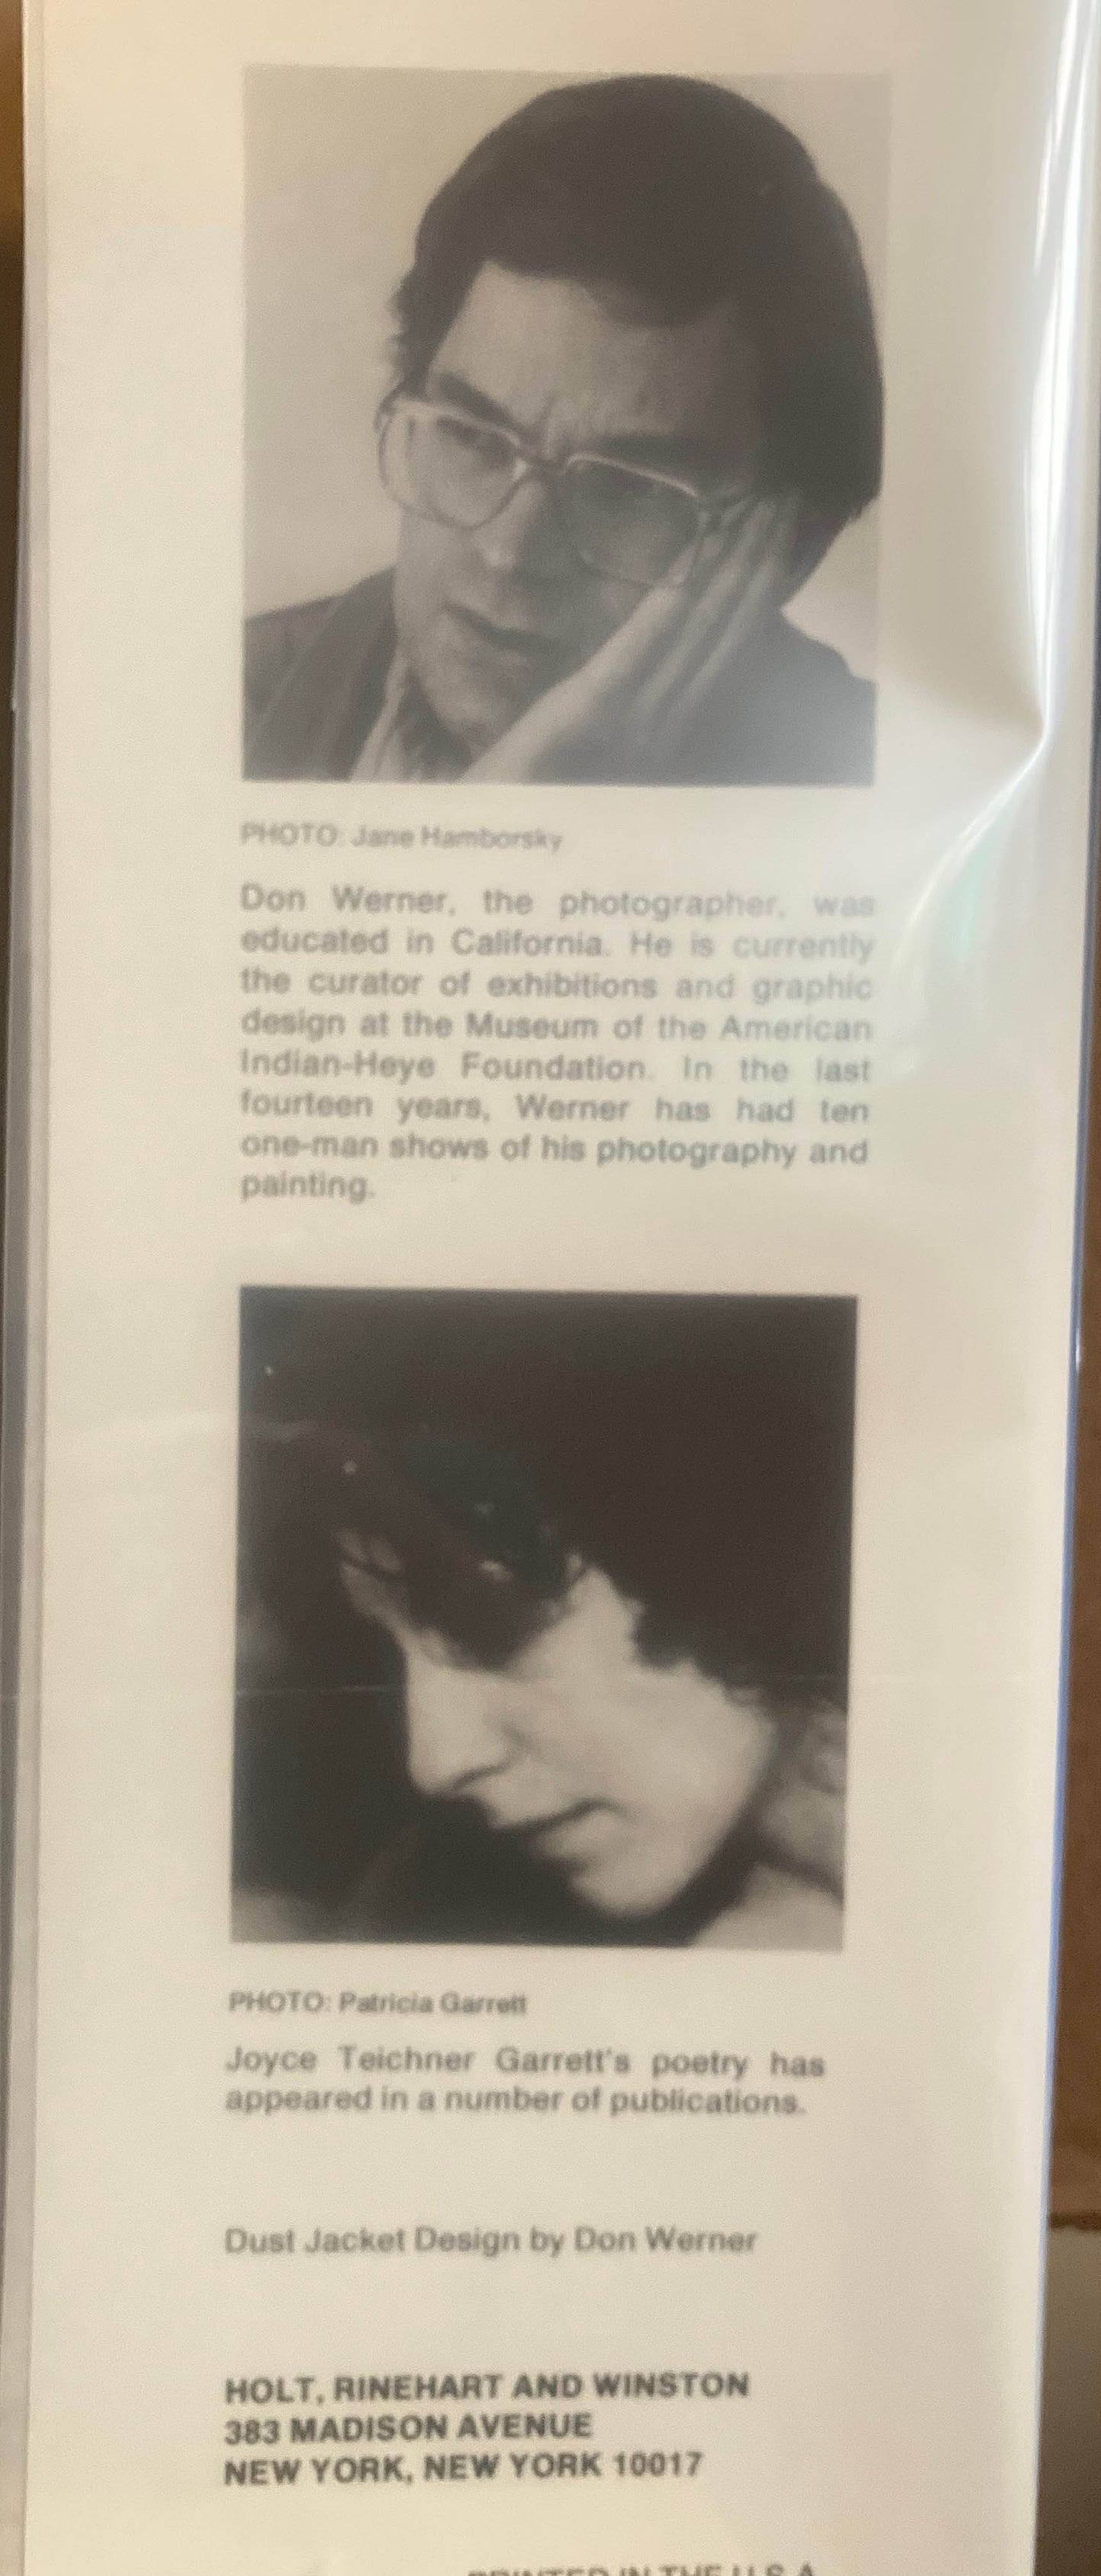 PHOTO: Jane Hamborsky
Don Werner, the photographer, was
educated in California. He is currently
the curator of exhibitions and graphic
design at the Museum of the American
Indian-Heye Foundation. In the last
fourteen years, Werner has had ten
one-man shows of his photography and
painting.
PHOTO: Patricia Garrett
Joyce Teichner Garrett's poetry has
appeared in a number of publications.
Dust Jacket Design by Don Werner
HOLT, RINEHART AND WINSTON
383 MADISON AVENUE
NEW YORK, NEW YORK 10017
PRINTED IN THE U.S.A.